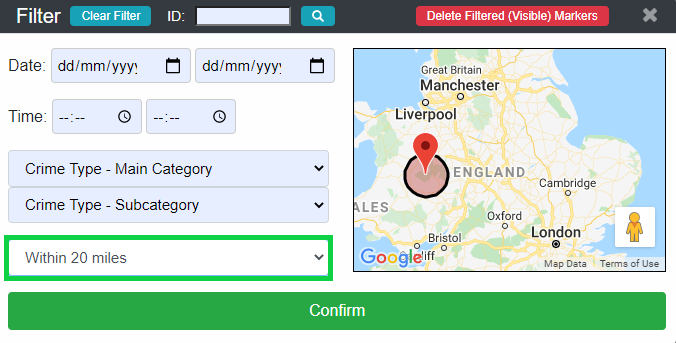 Filter Clear Filter ID: Delete Filtered (Visible) Markers ✖
Date: dd/mm/yyyy dd/mm/yyyy
Time: --:-- --:--
Crime Type - Main Category
Crime Type - Subcategory
Within 20 miles
Great Britain
Manchester
Liverpool
ENGLAND
Cambridge
ALES
Oxford
Bristol
London
diff
Google
Map Data
Terms of Use
Confirm